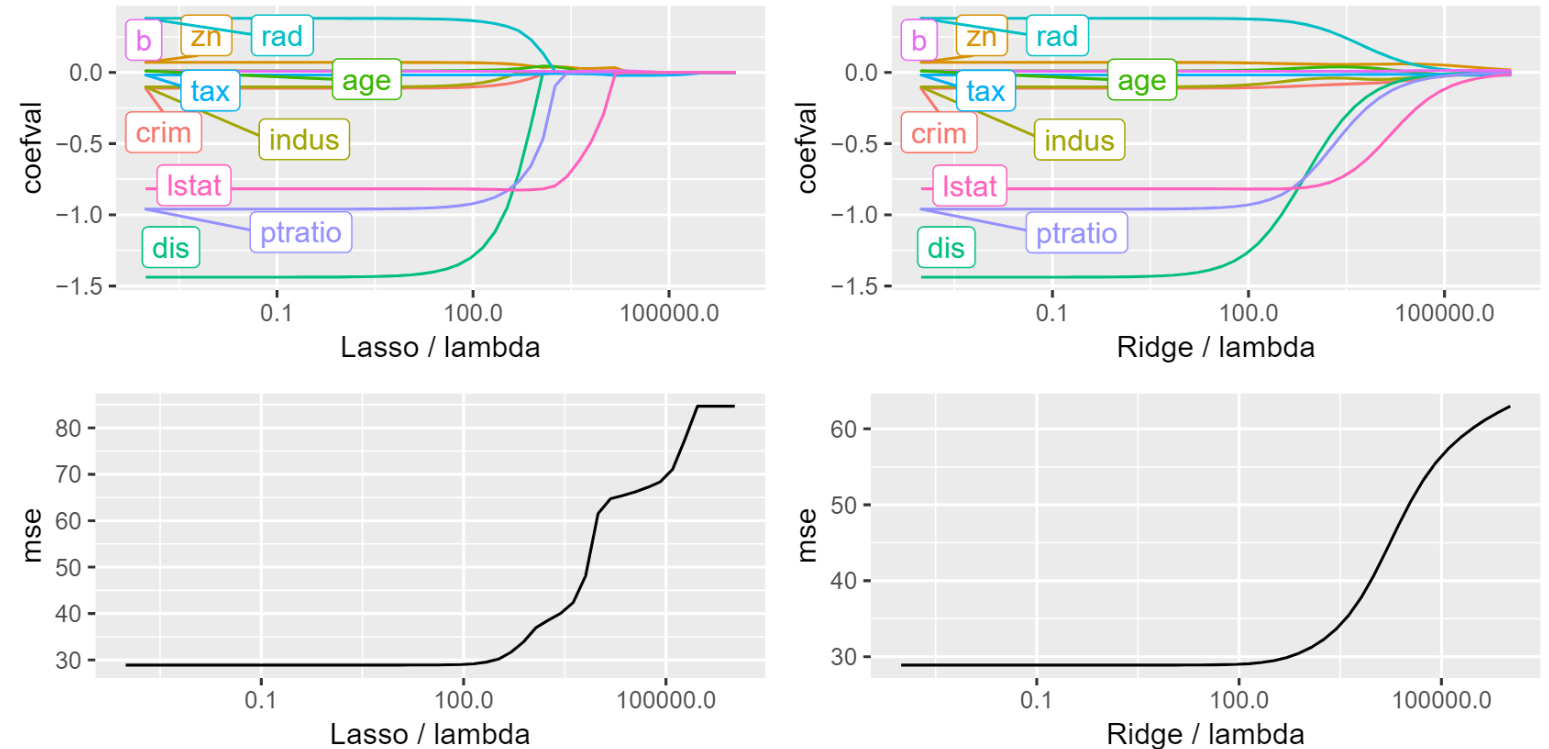 b zn rad
age
tax
crim
indus
lstat
ptratio
dis
0.0
−0.5
−1.0
−1.5
coefval
0.1 100.0 100000.0
Lasso / lambda
b zn rad
age
tax
crim
indus
lstat
ptratio
dis
0.0
−0.5
−1.0
−1.5
coefval
0.1 100.0 100000.0
Ridge / lambda
80
70
60
50
40
30
mse
0.1 100.0 100000.0
Lasso / lambda
60
50
40
30
mse
0.1 100.0 100000.0
Ridge / lambda